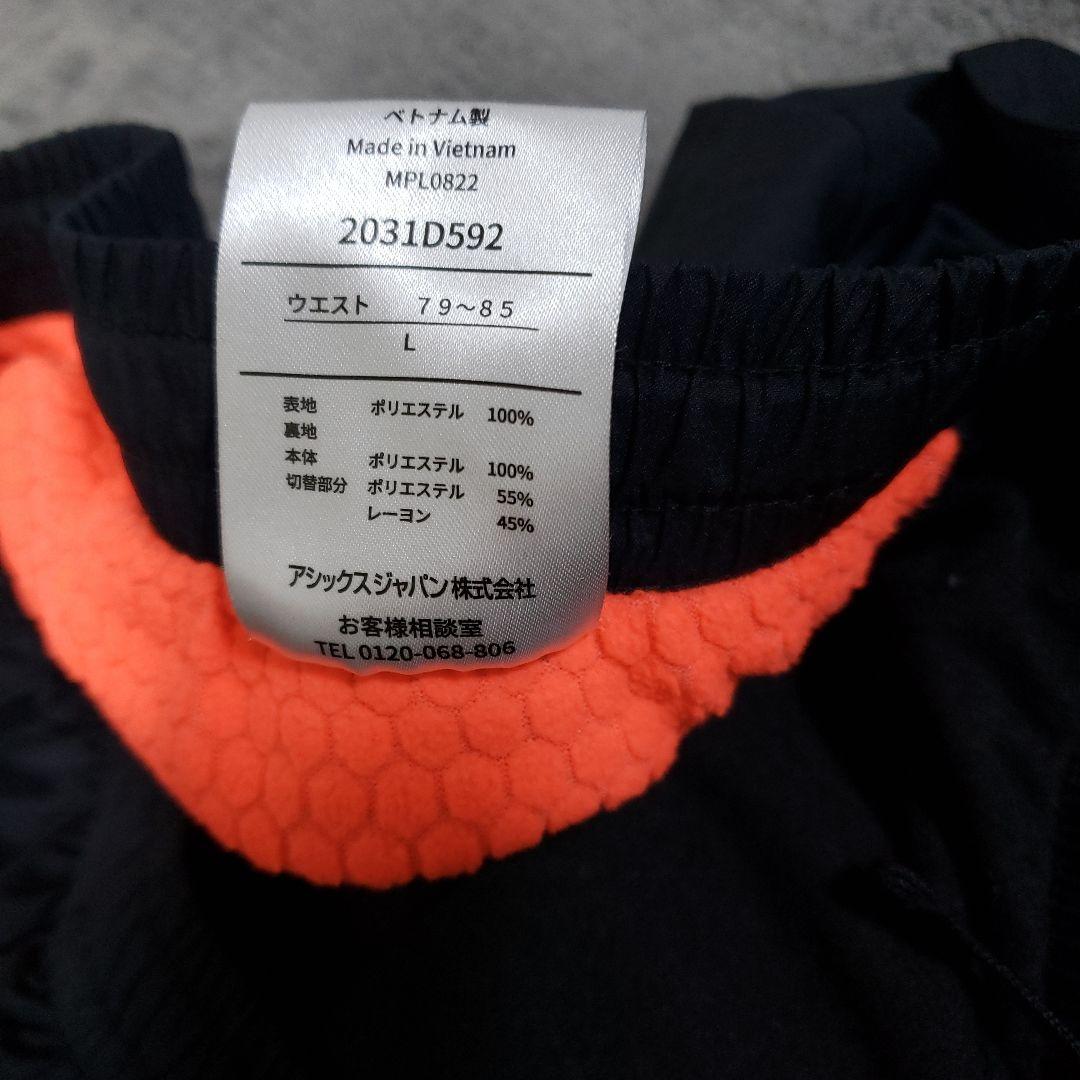 ベトナム製
Made in Vietnam
MPL0822
2031D592
ウエスト 79～85
L
表地 ポリエステル 100%
裏地
本体 ポリエステル 100%
切替部分 ポリエステル 55%
レーヨン 45%
アシックスジャパン株式会社
お客様相談室
TEL 0120-068-806